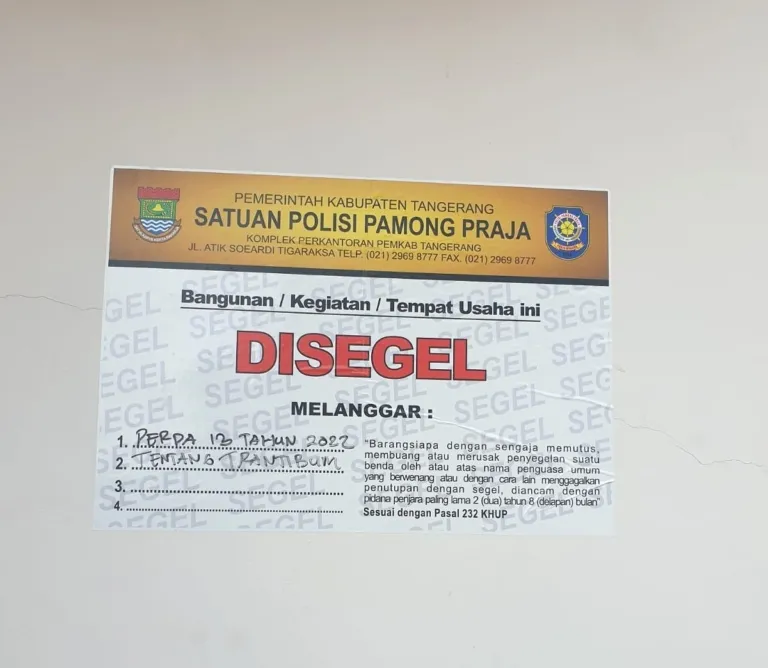 PEMERINTAH KABUPATEN TANGERANG
SATUAN POLISI PAMONG PRAJA
KOMPLEK PERKANTORAN PEMKAB TANGERANG
JL. ATIK SOEARDI TIGARAKSA TELP. (021) 2969 8777 FAX. (021) 2969 8777
Bangunan / Kegiatan / Tempat Usaha ini
DISEGEL
MELANGGAR :
1. PERDA 13 TAHUN 2022
2. TENTANG TRANTIBUM
3.
4.
"Barangsiapa dengan sengaja memutus,
membuang atau merusak penyegelan suatu
benda oleh atau atas nama penguasa umum
yang berwenang atau dengan cara lain menggagalkan
penutupan dengan segel, diancam dengan
pidana penjara paling lama 2 (dua) tahun 8 (delapan) bulan"
Sesuai dengan Pasal 232 KHUP